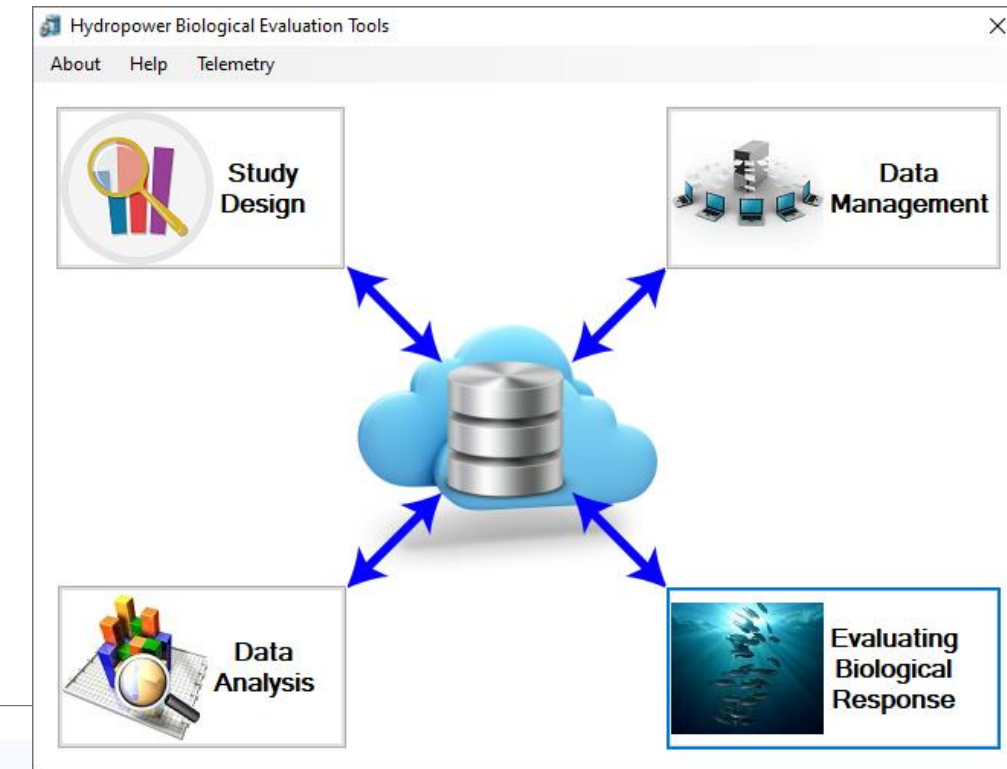 Hydropower Biological Evaluation Tools
About Help Telemetry
Study
Design
Data
Management
Data
Analysis
Evaluating
Biological
Response